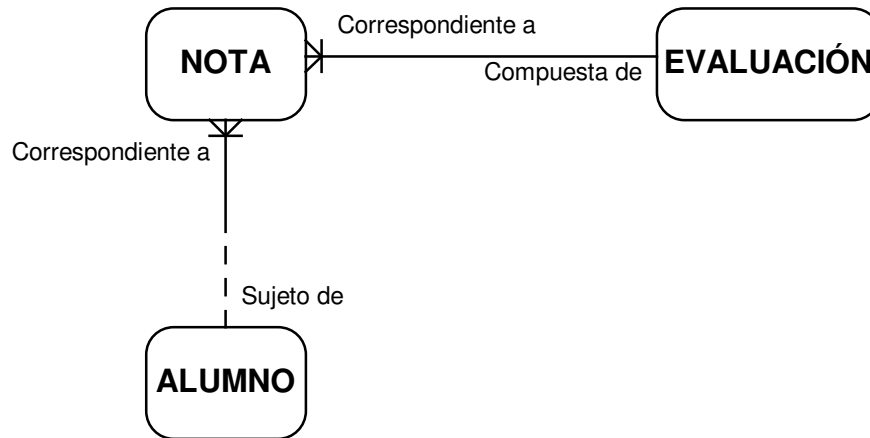 Correspondiente a
NOTA
EVALUACIÓN
Compuesta de
Correspondiente a
Sujeto de
ALUMNO